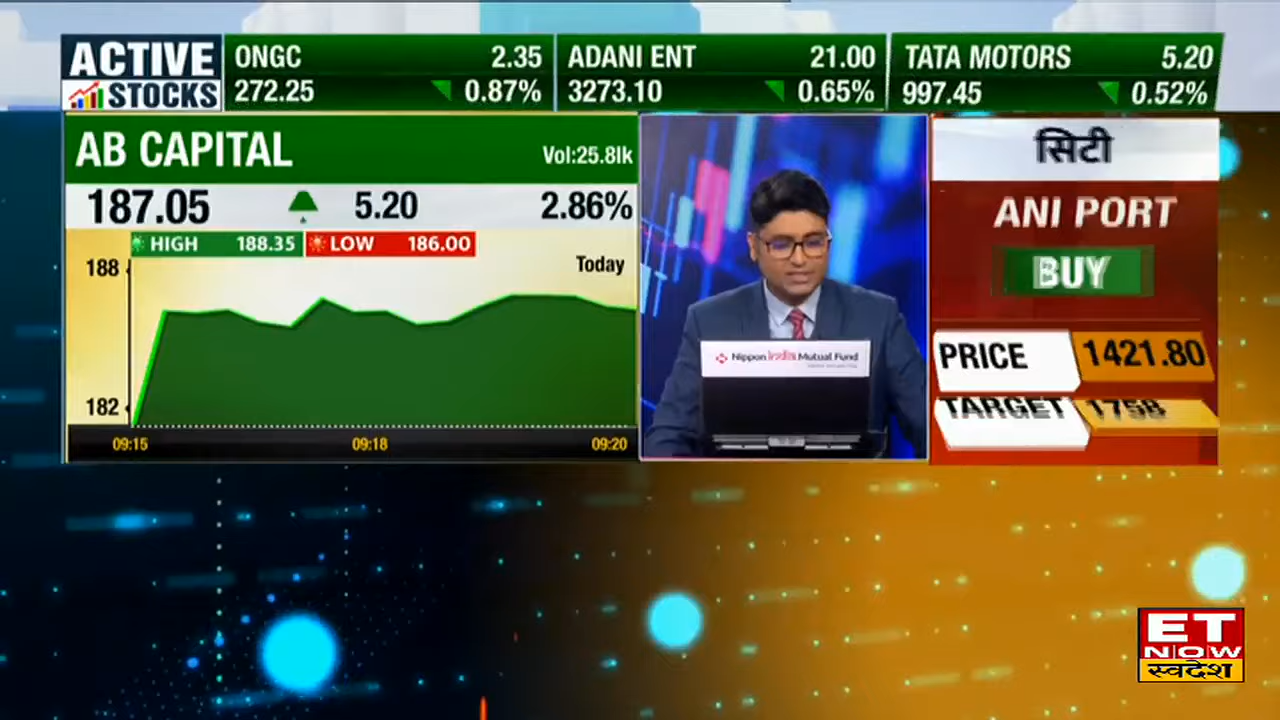 ACTIVE
STOCKS
ONGC 2.35
272.25 0.87%
ADANI ENT 21.00
3273.10 0.65%
TATA MOTORS 5.20
997.45 0.52%
AB CAPITAL Vol:25.8lk
187.05 5.20 2.86%
HIGH 188.35 LOW 186.00
188 Today
182
09:15 09:18 09:20
Nippon india Mutual Fund
सिटी
ANI PORT
BUY
PRICE 1421.80
TARGET 1758
ET
NOW
स्वदेश